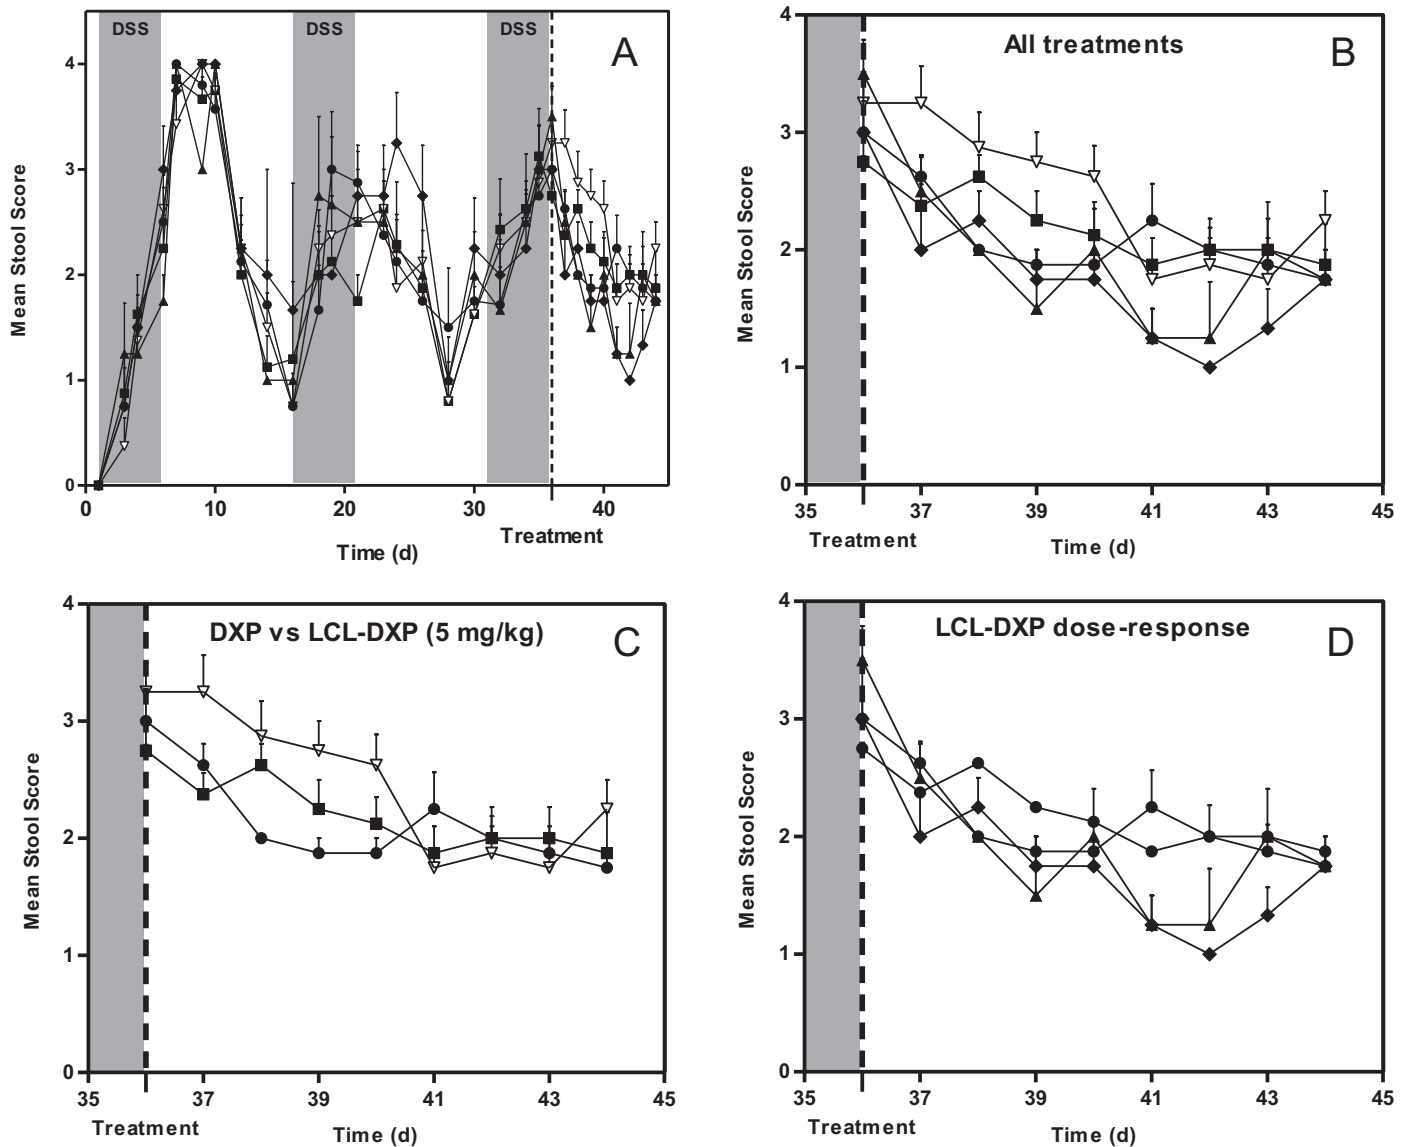 DSS DSS DSS A
4
3
2
1
0
Mean Stool Score
0 10 20 30 40
Treatment
Time (d)
All treatments B
4
3
2
1
0
Mean Stool Score
35 37 39 41 43 45
Treatment
Time (d)
DXP vs LCL-DXP (5 mg/kg) C
4
3
2
1
0
Mean Stool Score
35 37 39 41 43 45
Treatment
Time (d)
LCL-DXP dose-response D
4
3
2
1
0
Mean Stool Score
35 37 39 41 43 45
Treatment
Time (d)